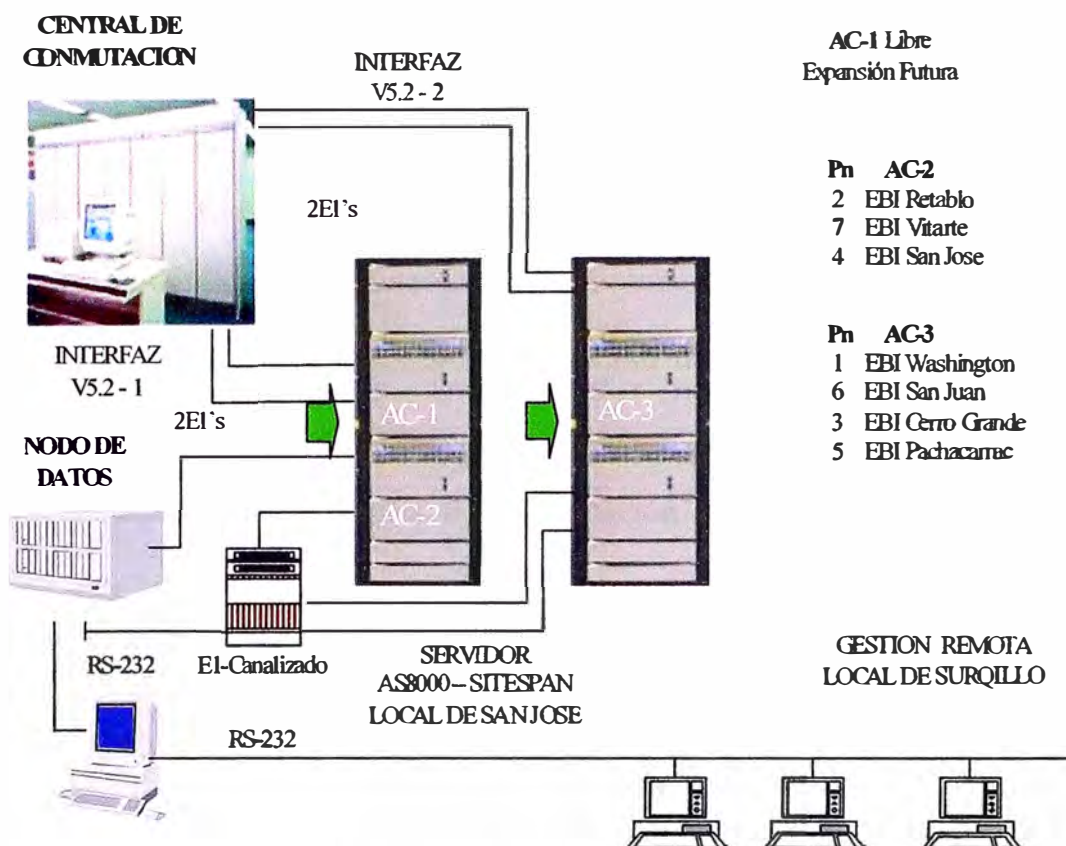 CENTRAL DE
CONMUTACION
INTERFAZ
V5.2 - 2
AC-1 Libre
Expansión Futura
2E1's
Pn AC-2
2 EBI Retablo
7 EBI Vitarte
4 EBI San Jose
INTERFAZ
V5.2 - 1
2E1`s
Pn AC-3
1 EBI Washington
6 EBI San Juan
3 EBI Cerro Grande
5 EBI Pachacamac
AC-1
AC-3
NODO DE
DATOS
AC-2
RS-232
E1-Canalizado
SERVIDOR
AS8000 – SITESPAN
LOCAL DE SAN JOSE
GESTION REMOTA
LOCAL DE SURQILLO
RS-232